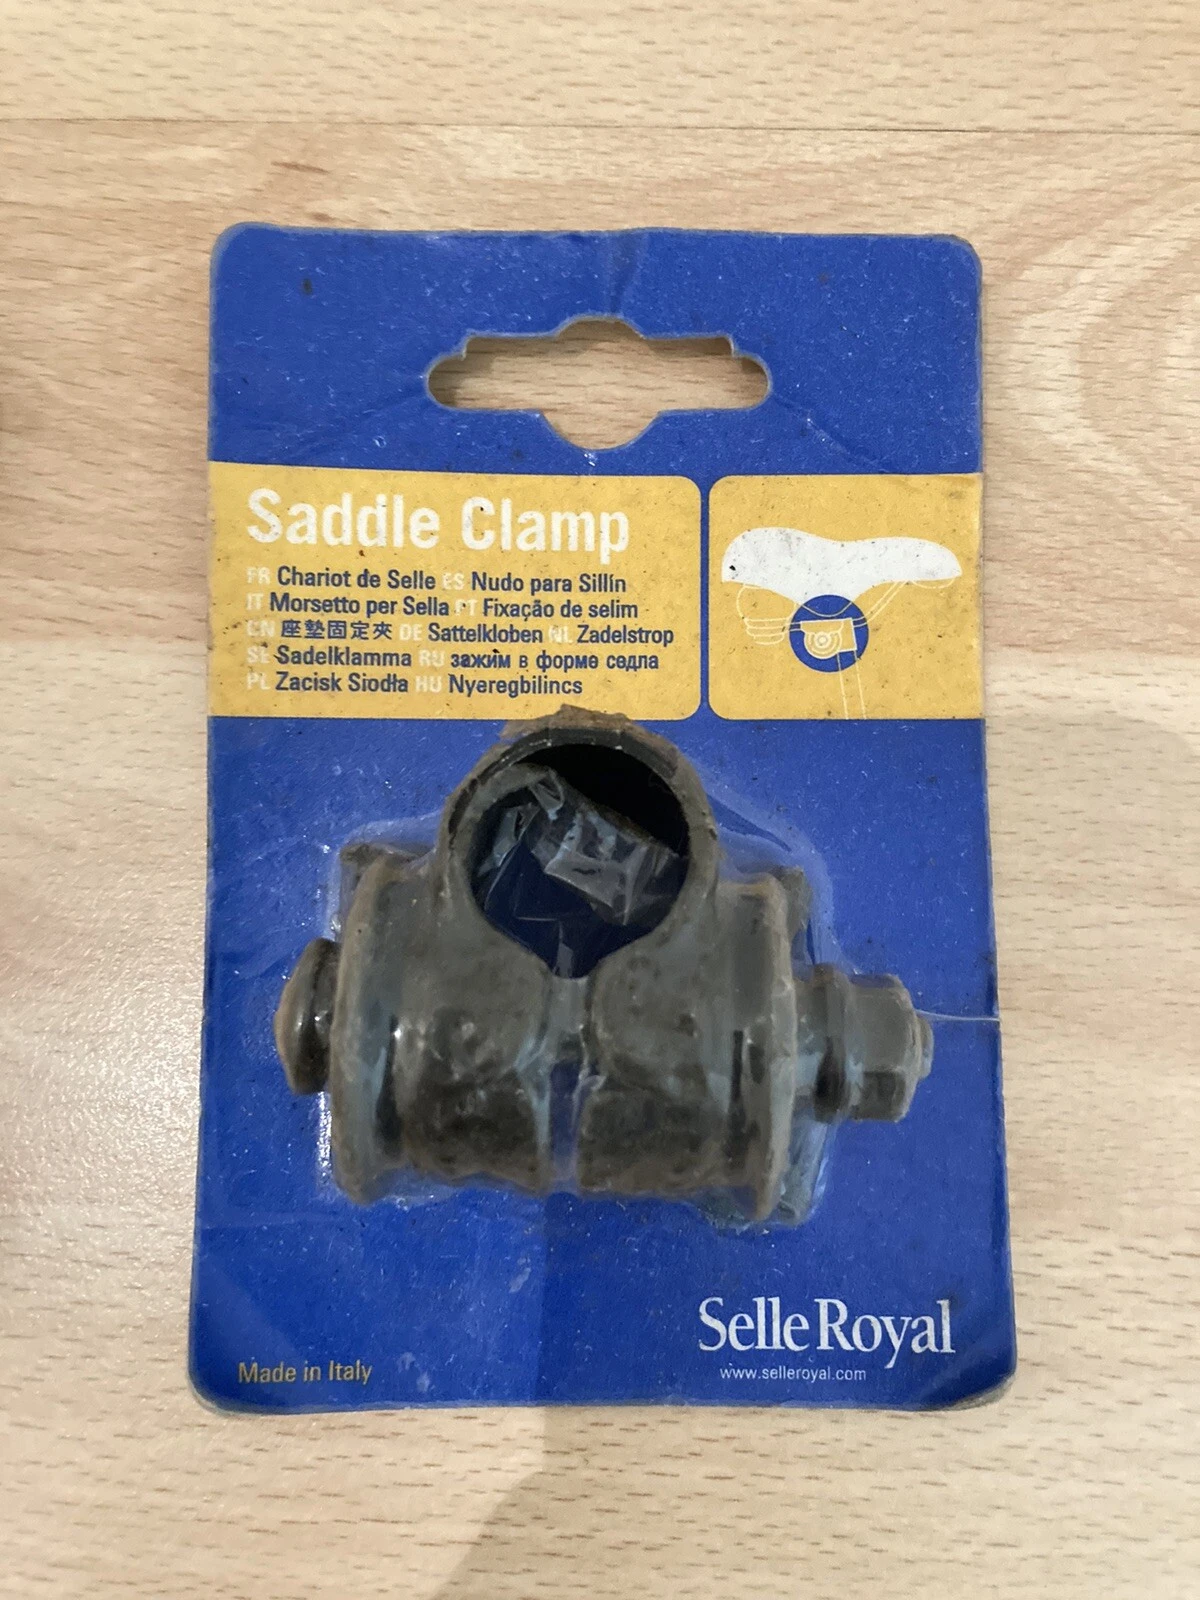 Saddle Clamp
FR Chariot de Selle ES Nudo para Sillín
IT Morsetto per Sella PT Fixação de selim
CN 座墊固定夾 DE Sattelkloben NL Zadelstrop
SE Sadelklamma RU зажим в форме седла
PL Zacisk Siodła HU Nyeregbilincs
Selle Royal
www.selleroyal.com
Made in Italy